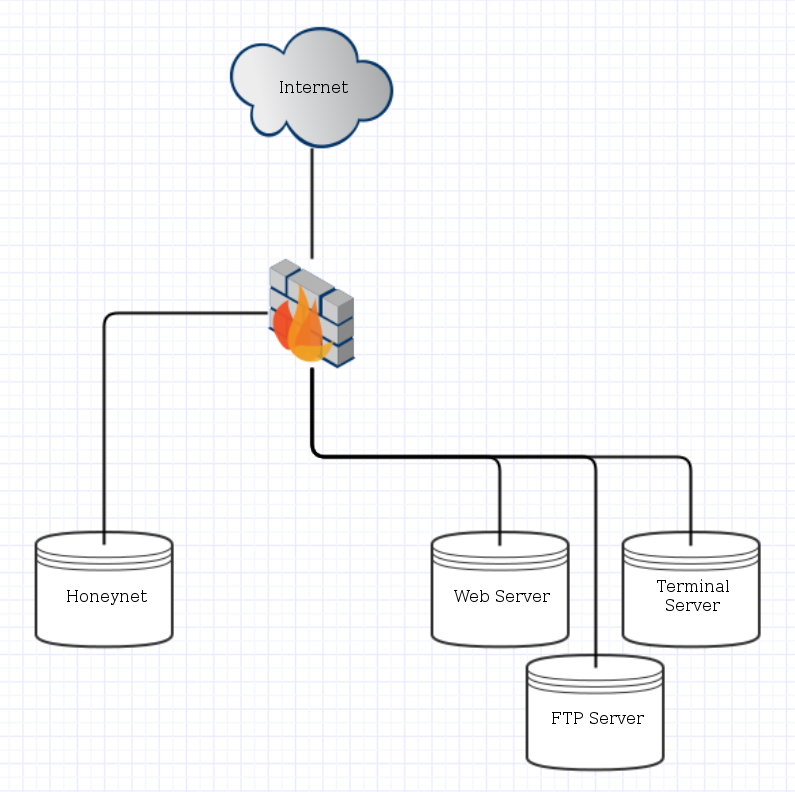 Internet
Honeynet
Web Server
Terminal
Server
FTP Server